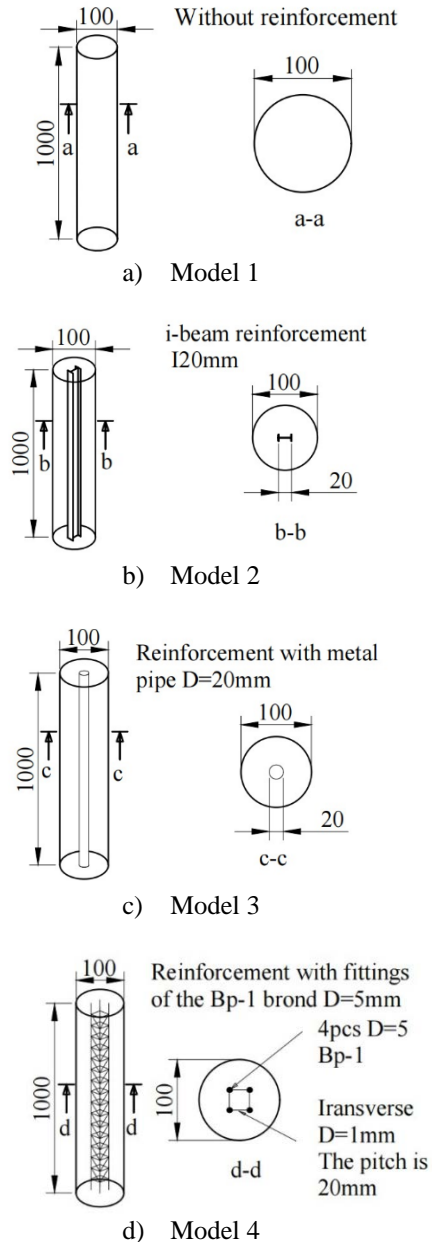 100
Without reinforcement
1000
a
a
100
a-a
a) Model 1
100
i-beam reinforcement
I20mm
1000
b
b
100
20
b-b
b) Model 2
100
Reinforcement with metal
pipe D=20mm
1000
c
c
100
20
c-c
c) Model 3
100
Reinforcement with fittings
of the Bp-1 brond D=5mm
1000
d
d
100
4pcs D=5
Bp-1
Iransverse
D=1mm
The pitch is
20mm
d-d
d) Model 4